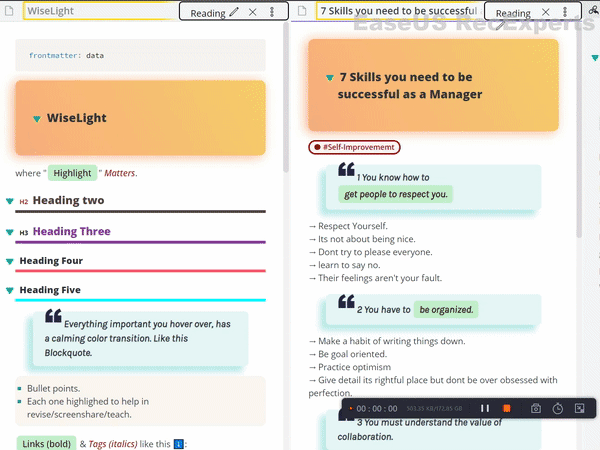 WiseLight
Reading
7 Skills you need to be successful
Reading
EaseUS RecExperts
frontmatter: data
WiseLight
where " Highlight " Matters.
H2 Heading two
H3 Heading Three
Heading Four
Heading Five
Everything important you hover over, has
a calming color transition. Like this
Blockquote.
Bullet points.
Each one highlighed to help in
revise/screenshare/teach.
Links (bold) & Tags (italics) like this :
7 Skills you need to be
successful as a Manager
#Self-Improvememt
1 You know how to
get people to respect you.
→ Respect Yourself.
→ Its not about being nice.
→ Dont try to please everyone.
→ learn to say no.
→ Their feelings aren't your fault.
2 You have to be organized.
→ Make a habit of writing things down.
→ Be goal oriented.
→ Practice optimism
→ Give detail its rightful place but dont be over obsessed with
perfection.
00 : 00 : 00
3 You must understand the value of
collaboration.